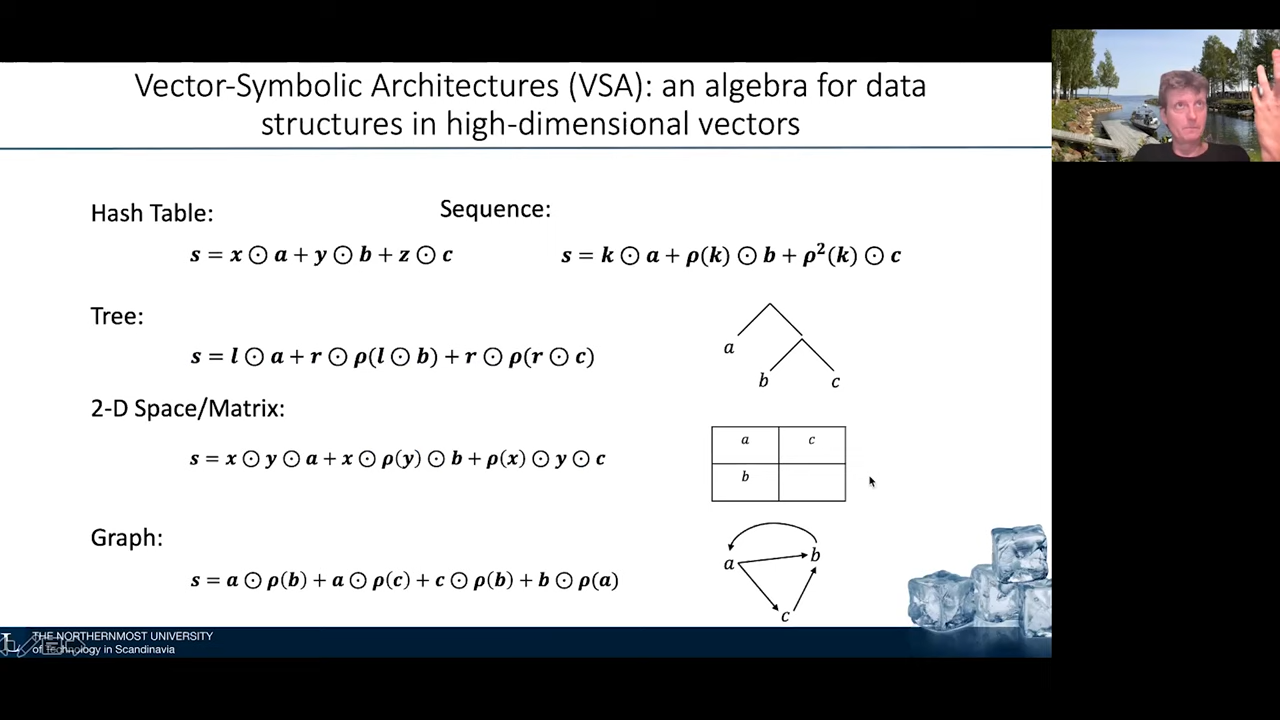 Vector-Symbolic Architectures (VSA): an algebra for data
structures in high-dimensional vectors
Hash Table:
s = x ⊙ a + y ⊙ b + z ⊙ c
Sequence:
s = k ⊙ a + ρ(k) ⊙ b + ρ²(k) ⊙ c
Tree:
s = l ⊙ a + r ⊙ ρ(l ⊙ b) + r ⊙ ρ(r ⊙ c)
a
b c
2-D Space/Matrix:
s = x ⊙ y ⊙ a + x ⊙ ρ(y) ⊙ b + ρ(x) ⊙ y ⊙ c
a c
b
Graph:
s = a ⊙ ρ(b) + a ⊙ ρ(c) + c ⊙ ρ(b) + b ⊙ ρ(a)
a b
c
THE NORTHERNMOST UNIVERSITY
of Technology in Scandinavia